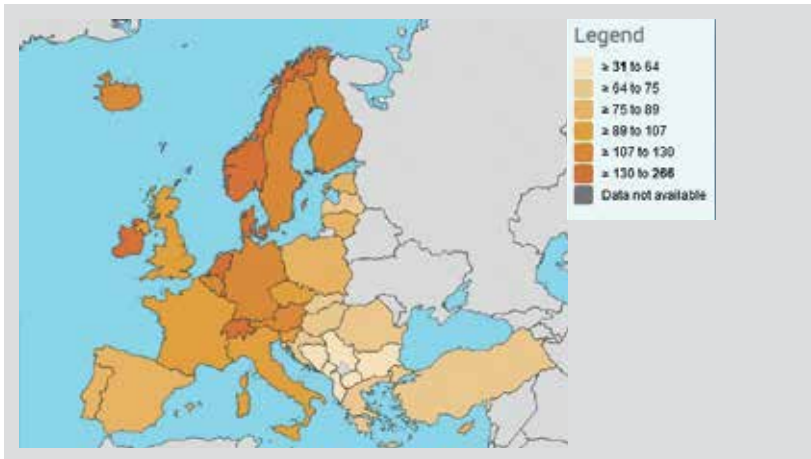 Legend
≥ 31 to 64
≥ 64 to 75
≥ 75 to 89
≥ 89 to 107
≥ 107 to 130
≥ 130 to 266
Data not available